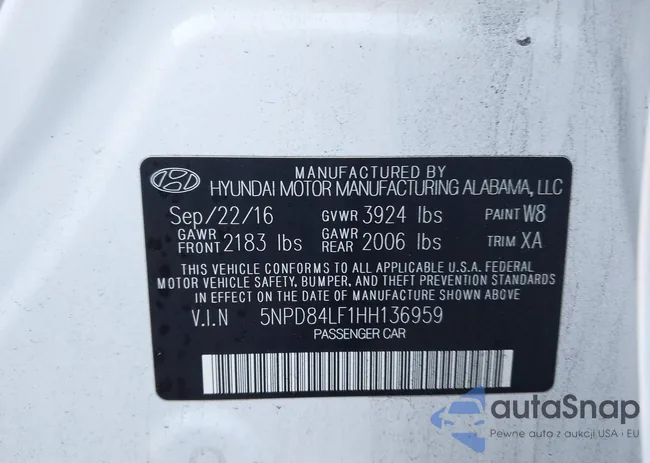 MANUFACTURED BY
HYUNDAI MOTOR MANUFACTURING ALABAMA, LLC
Sep/22/16 GVWR 3924 lbs PAINT W8
GAWR FRONT 2183 lbs GAWR REAR 2006 lbs TRIM XA
THIS VEHICLE CONFORMS TO ALL APPLICABLE U.S.A. FEDERAL
MOTOR VEHICLE SAFETY, BUMPER, AND THEFT PREVENTION STANDARDS
IN EFFECT ON THE DATE OF MANUFACTURE SHOWN ABOVE
V.I.N 5NPD84LF1HH136959
PASSENGER CAR
autoSnap
Pewne auta z aukcji USA i EU